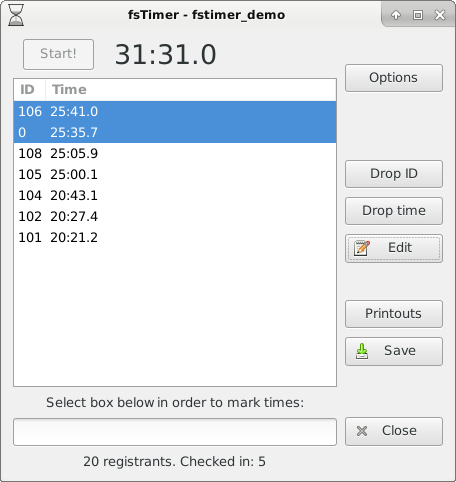 fsTimer - fstimer_demo
Start!
31:31.0
Options
ID Time
106 25:41.0
0 25:35.7
108 25:05.9
105 25:00.1
104 20:43.1
102 20:27.4
101 20:21.2
Drop ID
Drop time
Edit
Printouts
Save
Select box below in order to mark times:
Close
20 registrants. Checked in: 5